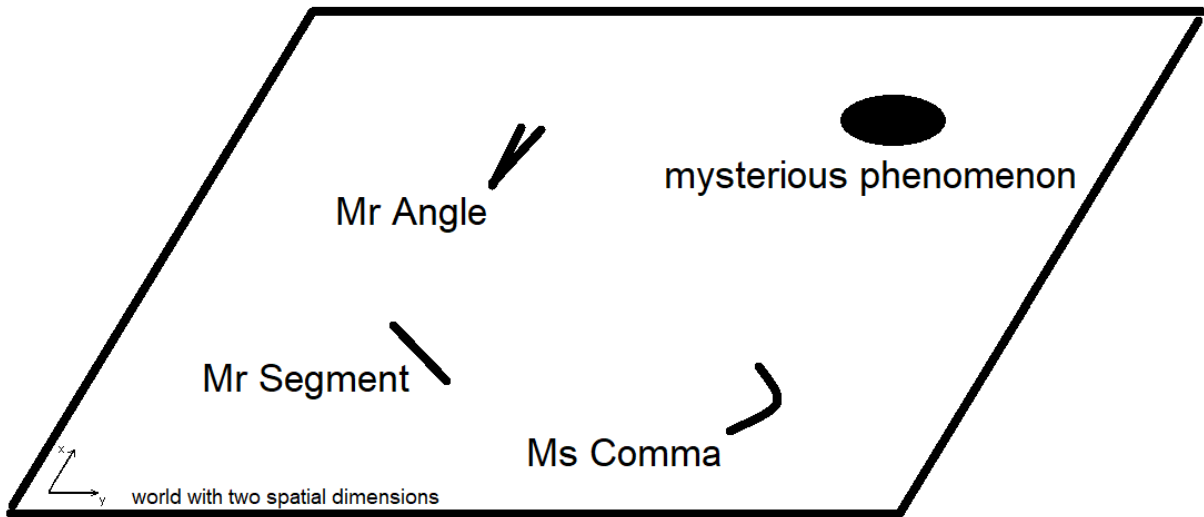 mysterious phenomenon
Mr Angle
Mr Segment
Ms Comma
x
y
world with two spatial dimensions